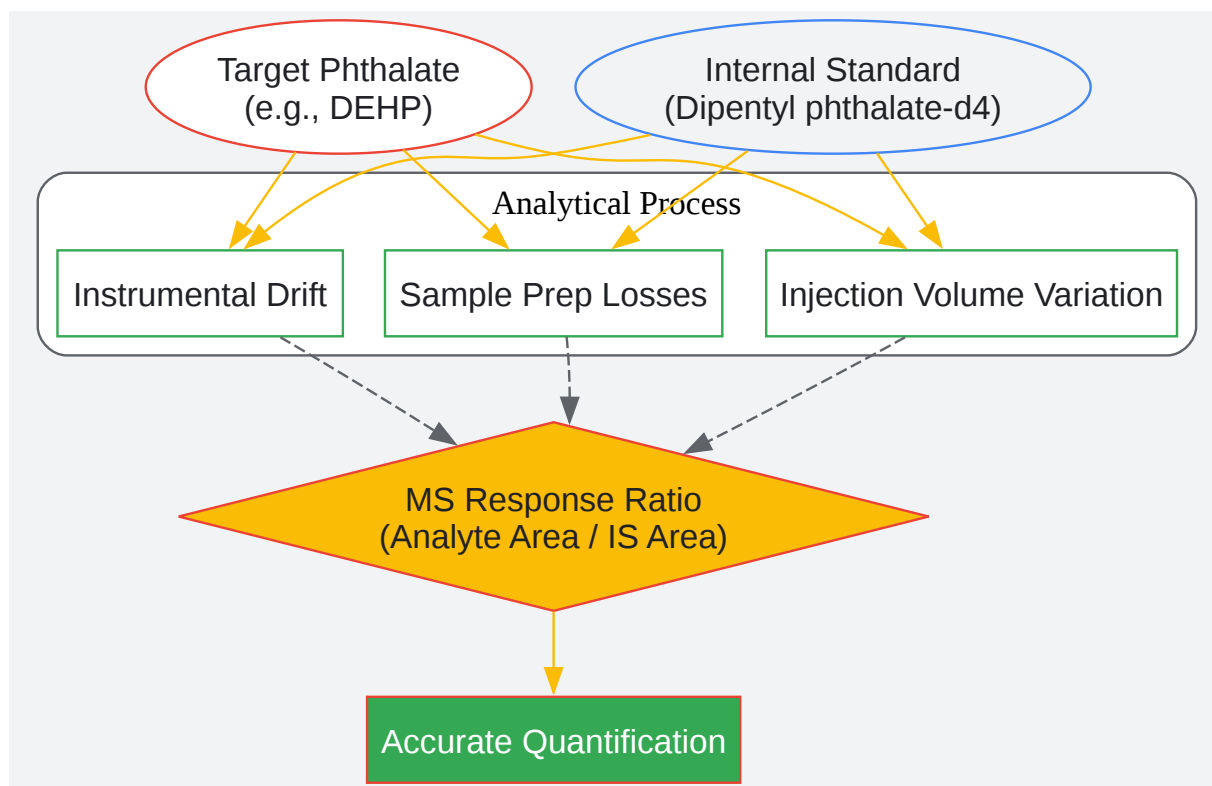 Target Phthalate
(e.g., DEHP)
Internal Standard
(Dipentyl phthalate-d4)
Analytical Process
Instrumental Drift
Sample Prep Losses
Injection Volume Variation
MS Response Ratio
(Analyte Area / IS Area)
Accurate Quantification